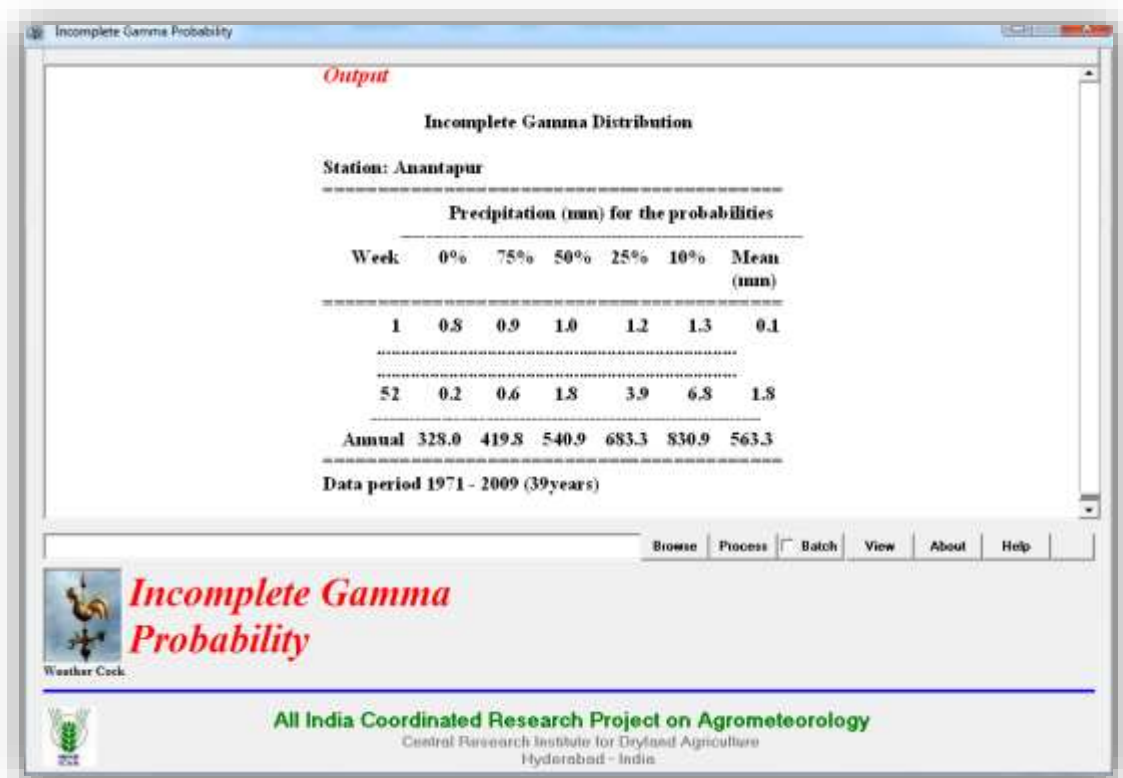 Incomplete Gamma Probability
Output
Incomplete Gamma Distribution
Station: Anantapur
=============================================
Precipitation (mm) for the probabilities
Week 0% 75% 50% 25% 10% Mean
(mm)
=============================================
1 0.8 0.9 1.0 1.2 1.3 0.1
52 0.2 0.6 1.8 3.9 6.8 1.8
Annual 328.0 419.8 540.9 683.3 830.9 563.3
=============================================
Data period 1971 - 2009 (39years)
Browse Process Batch View About Help
Incomplete Gamma
Probability
Weather Cock
All India Coordinated Research Project on Agrometeorology
Central Research Institute for Dryland Agriculture
Hyderabad - India